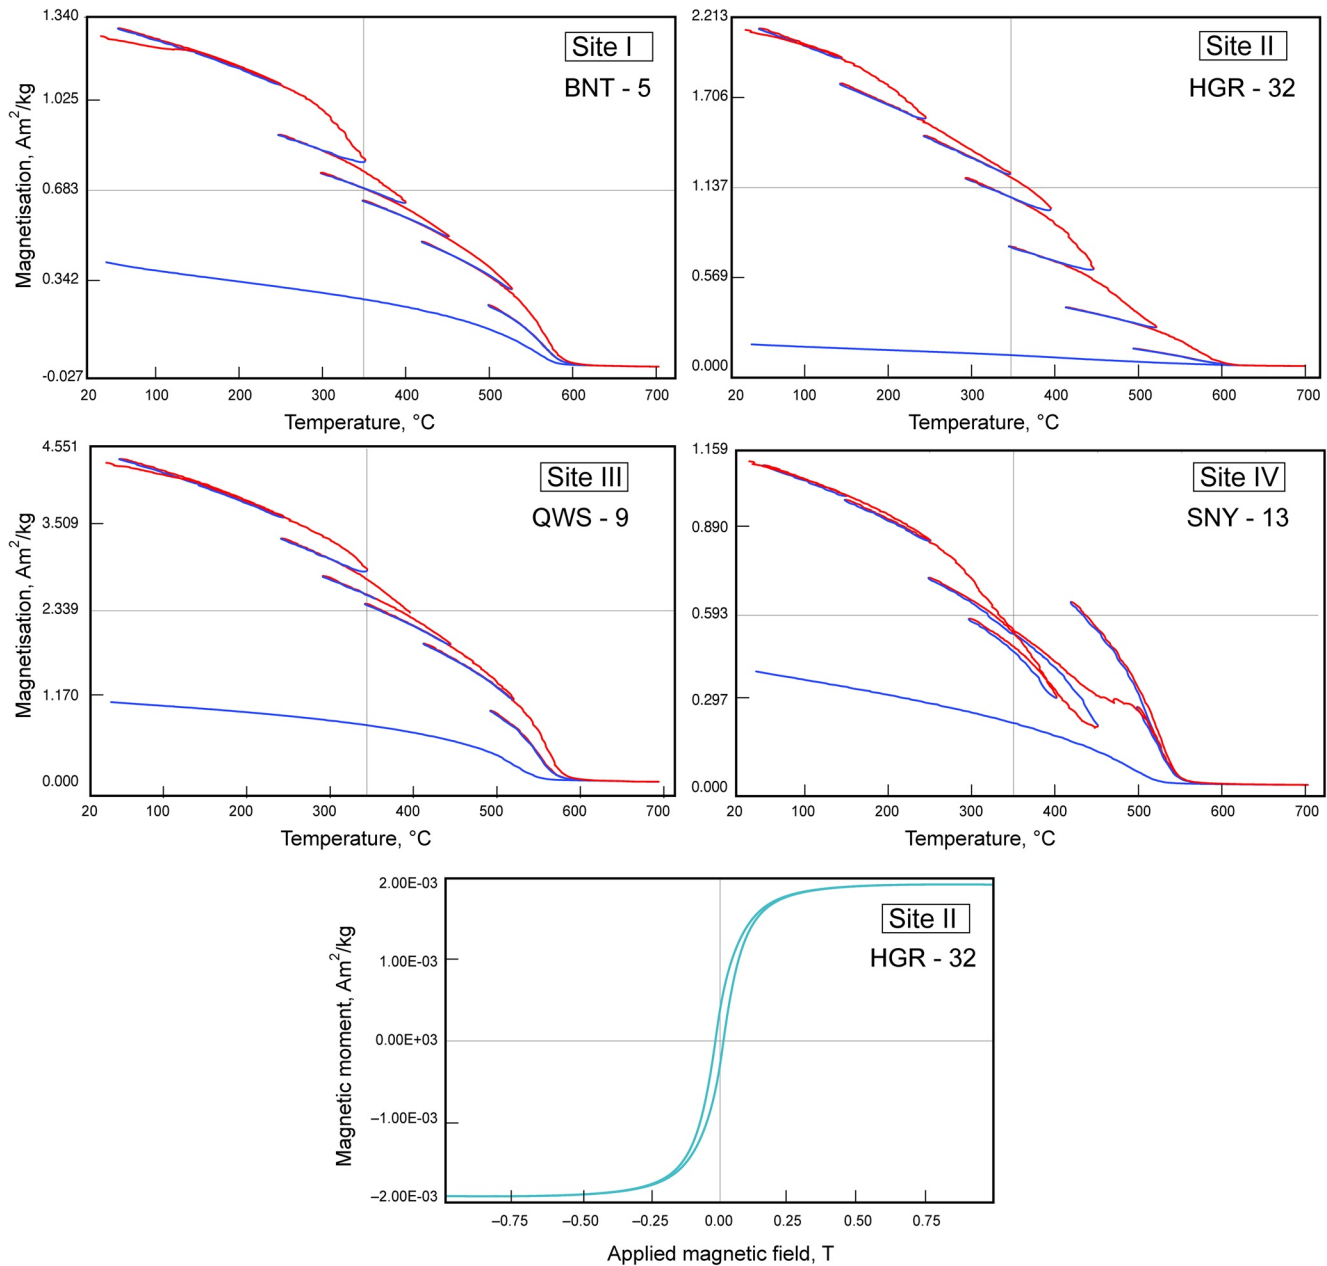 1.340
1.025
0.683
0.342
-0.027
Magnetisation, Am²/kg
Site I
BNT - 5
20 100 200 300 400 500 600 700
Temperature, °C
2.213
1.706
1.137
0.569
0.000
Site II
HGR - 32
20 100 200 300 400 500 600 700
Temperature, °C
4.551
3.509
2.339
1.170
0.000
Magnetisation, Am²/kg
Site III
QWS - 9
20 100 200 300 400 500 600 700
Temperature, °C
1.159
0.890
0.593
0.297
0.000
Site IV
SNY - 13
20 100 200 300 400 500 600 700
Temperature, °C
2.00E-03
1.00E-03
0.00E+03
–1.00E-03
–2.00E-03
Magnetic moment, Am²/kg
Site II
HGR - 32
–0.75 –0.50 –0.25 0.00 0.25 0.50 0.75
Applied magnetic field, T